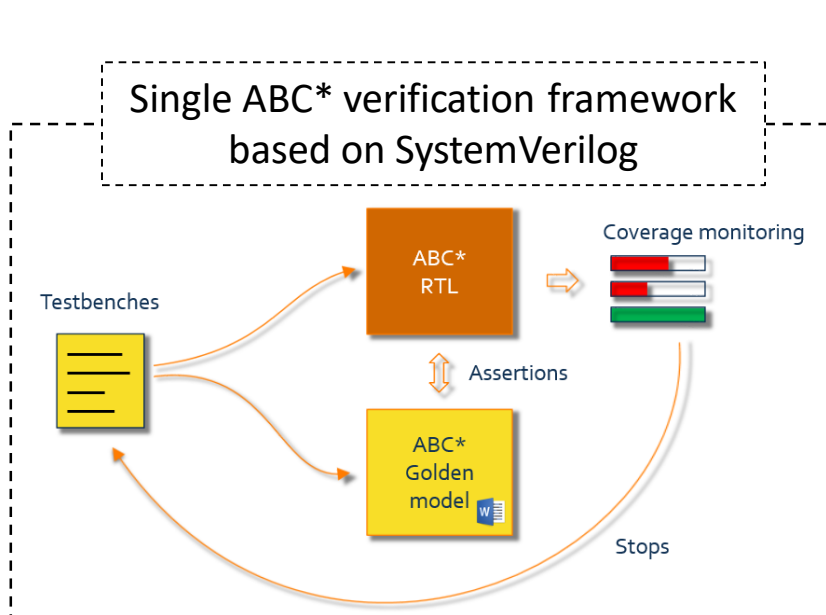 Single ABC* verification framework
based on SystemVerilog
Coverage monitoring
ABC*
RTL
Testbenches
Assertions
ABC*
Golden
model
W
Stops